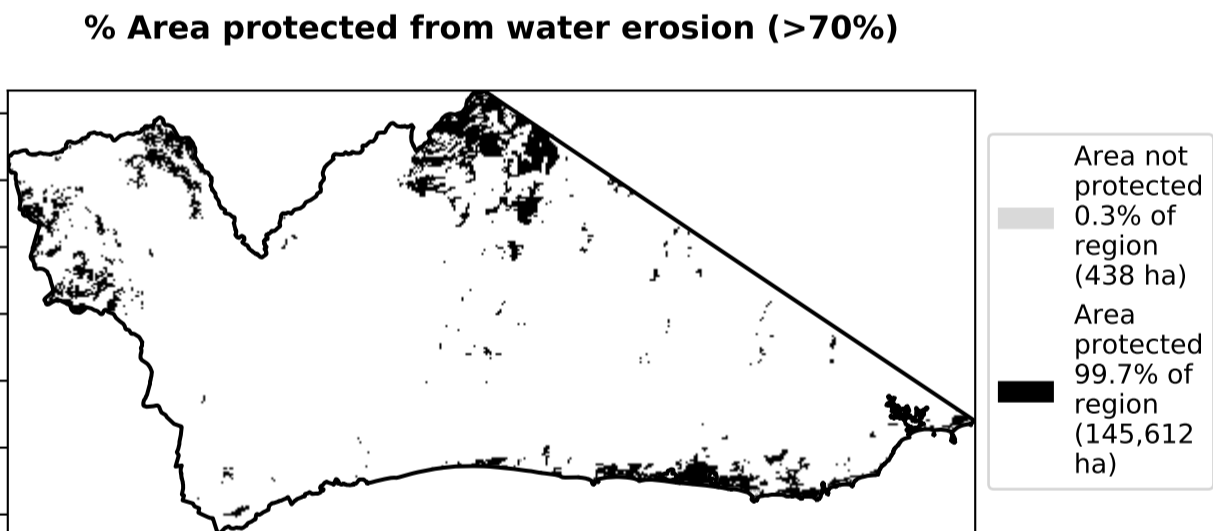 % Area protected from water erosion (>70%)
Area not
protected
0.3% of
region
(438 ha)
Area
protected
99.7% of
region
(145,612
ha)